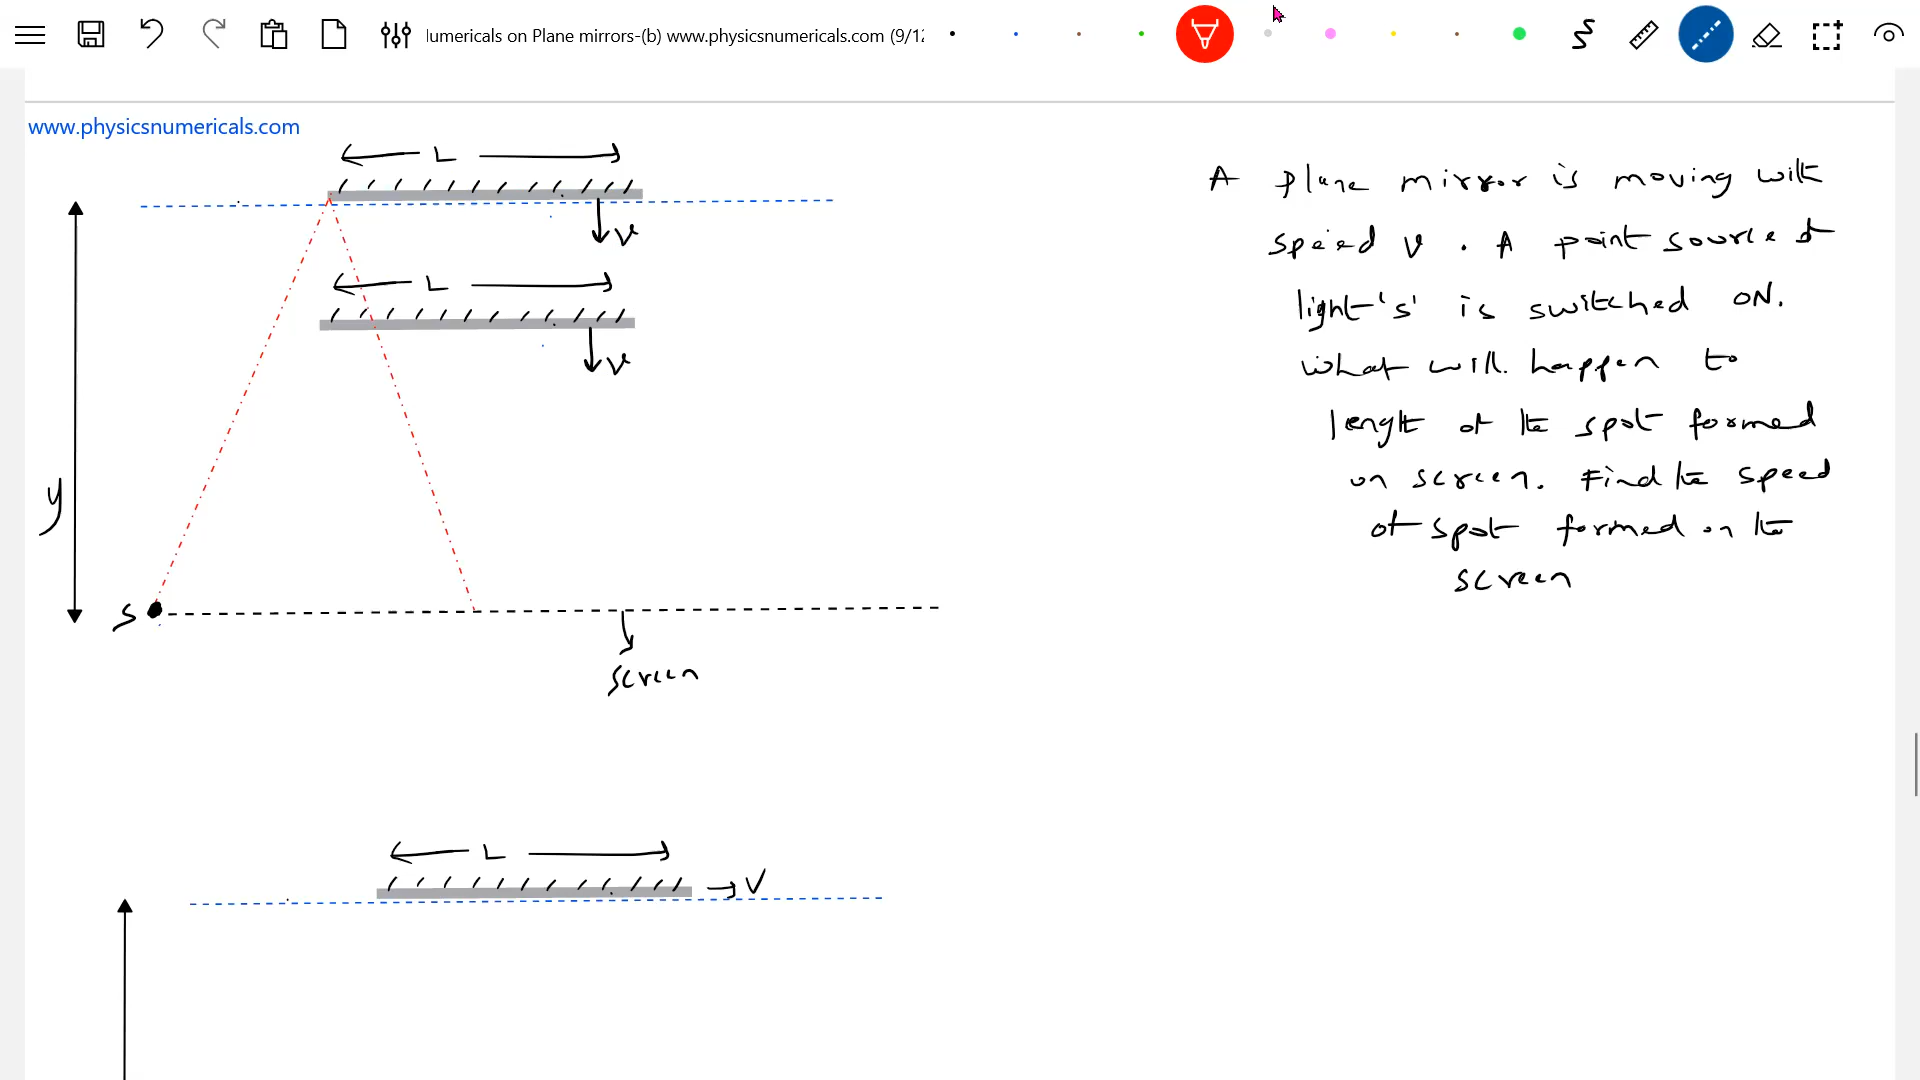 lumericals on Plane mirrors-(b) www.physicsnumericals.com (9/12
www.physicsnumericals.com
L
V
L
V
y
S
screen
A plane mirror is moving with
speed v. A point source of
light 's' is switched ON.
what will happen to
length of the spot formed
on screen. Find the speed
of spot formed on the
screen
L
V